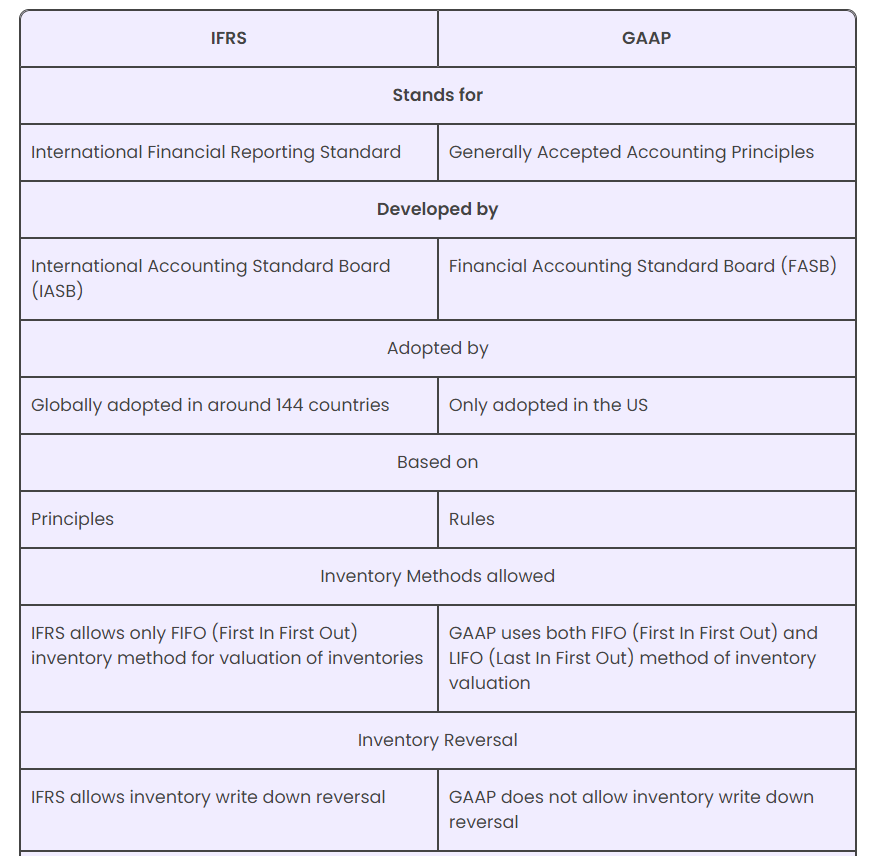 IFRS
GAAP
Stands for
International Financial Reporting Standard
Generally Accepted Accounting Principles
Developed by
International Accounting Standard Board
(IASB)
Financial Accounting Standard Board (FASB)
Adopted by
Globally adopted in around 144 countries
Only adopted in the US
Based on
Principles
Rules
Inventory Methods allowed
IFRS allows only FIFO (First In First Out)
inventory method for valuation of inventories
GAAP uses both FIFO (First In First Out) and
LIFO (Last In First Out) method of inventory
valuation
Inventory Reversal
IFRS allows inventory write down reversal
GAAP does not allow inventory write down
reversal